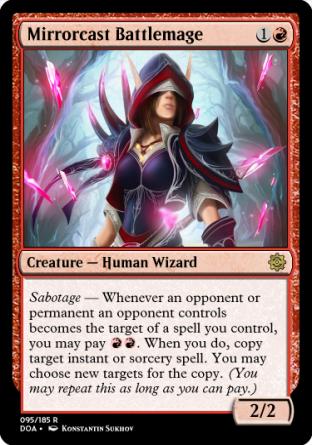 Mirrorcast Battlemage 1
Creature — Human Wizard
Sabotage — Whenever an opponent or
permanent an opponent controls
becomes the target of a spell you control,
you may pay. When you do, copy
target instant or sorcery spell. You may
choose new targets for the copy. (You
may repeat this as long as you can pay.)
2/2
095/185 R
DOA • Konstantin Sukhov